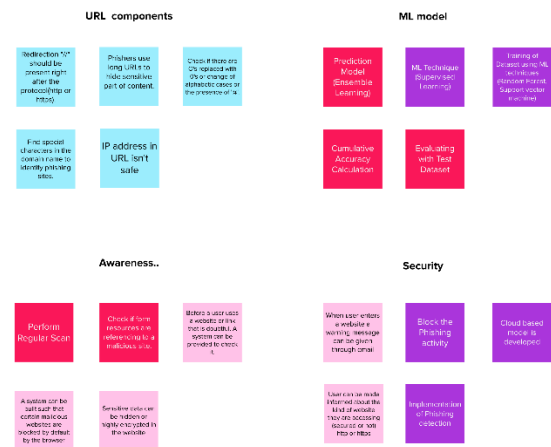 URL components
ML model
Redirection "//"
should be
present right
after the
protocol(http or
https)
Phishers use
long URLs to
hide sensitive
part of content.
Check if there are
O's replaced with
0's or change of
alphabetic cases or
the presence of
Prediction
Model
(Ensemble
Learning)
ML Technique
(Supervised
Learning)
Training of
Dataset using ML
techniques
(Random Forest,
Support vector
machine)
Find special
characters in the
domain name to
identify phishing
sites.
IP address in
URL isn't
safe
Cumulative
Accuracy
Calculation
Evaluating
with Test
Dataset
Awareness..
Security
Perform
Regular Scan
Check if form
resources are
referencing to a
malicious site.
Before a user uses
a website or link
that is doubtful. A
system can be
provided to check
it.
When user enters
a website a
warning message
can be given
through email
Block the
Phishing
activity
Cloud based
model is
developed
A system can be
built such that
certain malicious
websites are
blocked by default
by the browser
Sensitive data can
be hidden or
highly encrypted in
the website
User can be made
informed about the
kind of website
they are accessing
(secured or not)
http or https
Implementation
of Phishing
detection